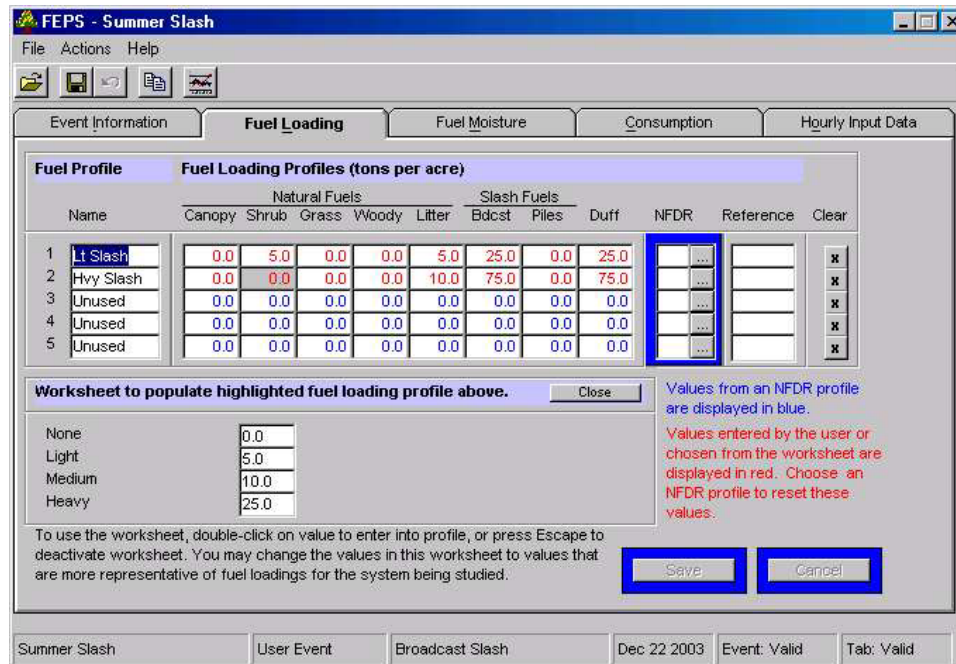 FEPS - Summer Slash
File Actions Help
Event Information Fuel Loading Fuel Moisture Consumption Hourly Input Data
Fuel Profile Fuel Loading Profiles (tons per acre)
Natural Fuels Slash Fuels
Name Canopy Shrub Grass Woody Litter Bdcst Piles Duff NFDR Reference Clear
1 Lt Slash 0.0 5.0 0.0 0.0 5.0 25.0 0.0 25.0 ... x
2 Hvy Slash 0.0 0.0 0.0 0.0 10.0 75.0 0.0 75.0 ... x
3 Unused 0.0 0.0 0.0 0.0 0.0 0.0 0.0 0.0 ... x
4 Unused 0.0 0.0 0.0 0.0 0.0 0.0 0.0 0.0 ... x
5 Unused 0.0 0.0 0.0 0.0 0.0 0.0 0.0 0.0 ... x
Worksheet to populate highlighted fuel loading profile above. Close
None 0.0
Light 5.0
Medium 10.0
Heavy 25.0
Values from an NFDR profile
are displayed in blue.
Values entered by the user or
chosen from the worksheet are
displayed in red. Choose an
NFDR profile to reset these
values.
To use the worksheet, double-click on value to enter into profile, or press Escape to
deactivate worksheet. You may change the values in this worksheet to values that
are more representative of fuel loadings for the system being studied.
Save Cancel
Summer Slash User Event Broadcast Slash Dec 22 2003 Event: Valid Tab: Valid